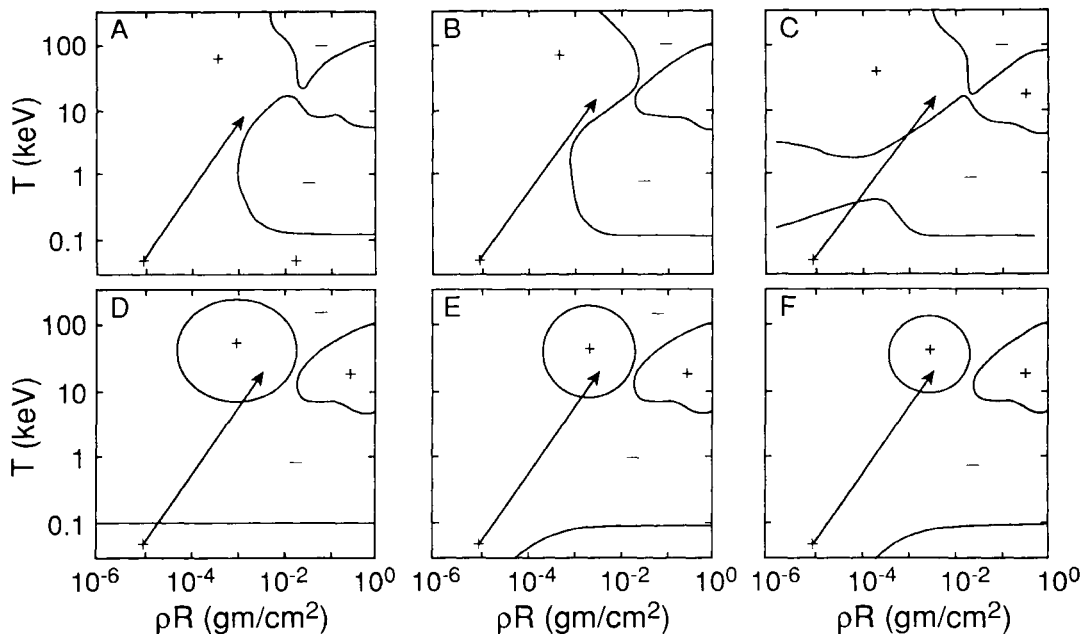 A
B
C
T (keV)
100
10
1
0.1
+
−
−
+
+
+
−
−
+
+
−
+
−
+
D
E
F
T (keV)
100
10
1
0.1
+
−
+
−
+
+
−
+
−
+
+
+
−
+
10⁻⁶ 10⁻⁴ 10⁻² 10⁰
10⁻⁶ 10⁻⁴ 10⁻² 10⁰
10⁻⁶ 10⁻⁴ 10⁻² 10⁰
ρR (gm/cm²)
ρR (gm/cm²)
ρR (gm/cm²)